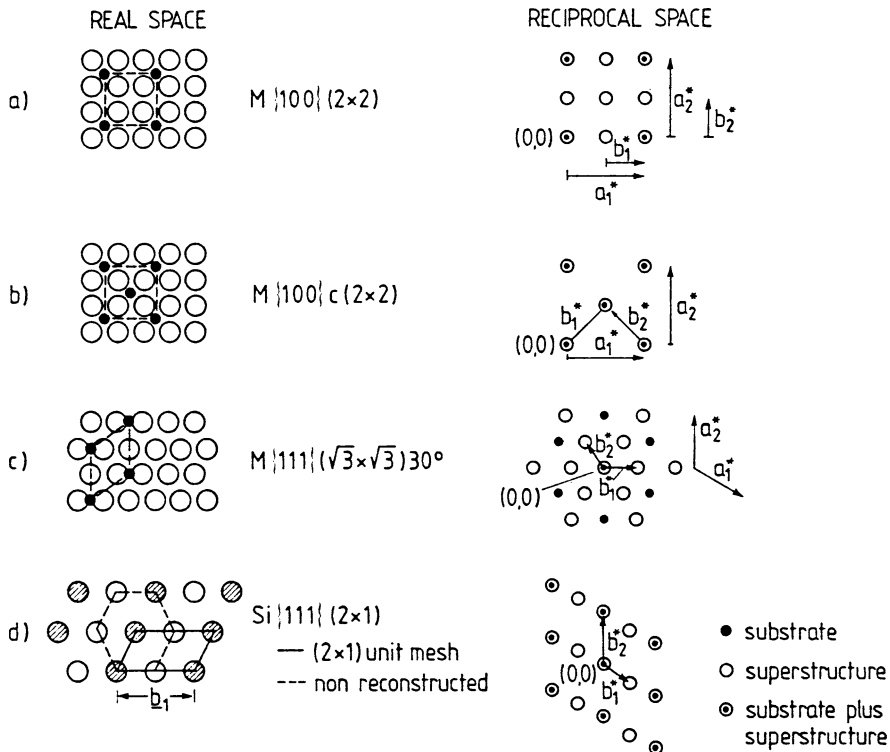 REAL SPACE
RECIPROCAL SPACE
a)
M }100{ (2×2)
(0,0)
b₁*
a₁*
a₂*
b₂*
b)
M }100{ c (2×2)
(0,0)
b₁*
b₂*
a₁*
a₂*
c)
M }111{ (√3×√3)30°
(0,0)
b₂*
b₁*
a₂*
a₁*
d)
Si }111{ (2×1)
(2×1) unit mesh
non reconstructed
b₁
(0,0)
b₂*
b₁*
substrate
superstructure
substrate plus
superstructure